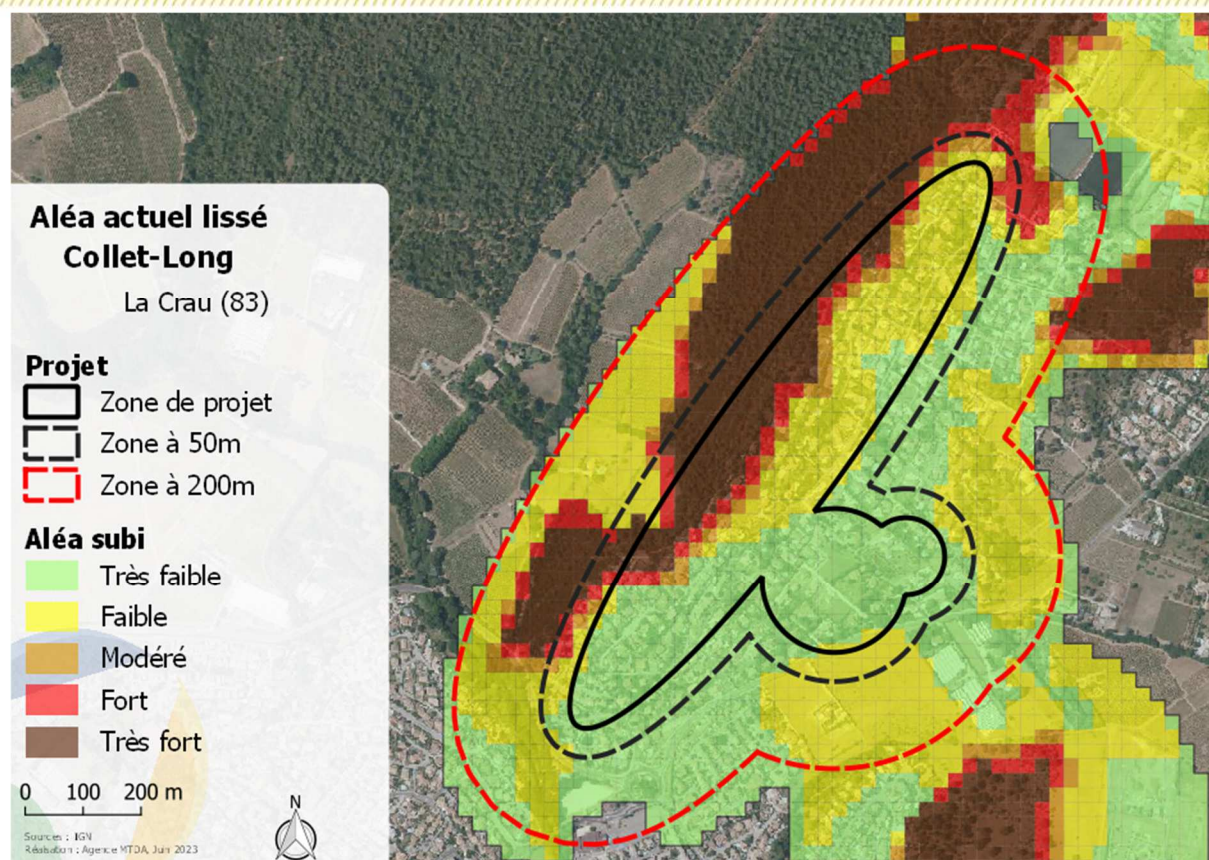 Aléa actuel lissé
Collet-Long
La Crau (83)
Projet
Zone de projet
Zone à 50m
Zone à 200m
Aléa subi
Très faible
Faible
Modéré
Fort
Très fort
0 100 200 m
N
Sources : IGN
Réalisation : Agence MTDA, Juin 2023